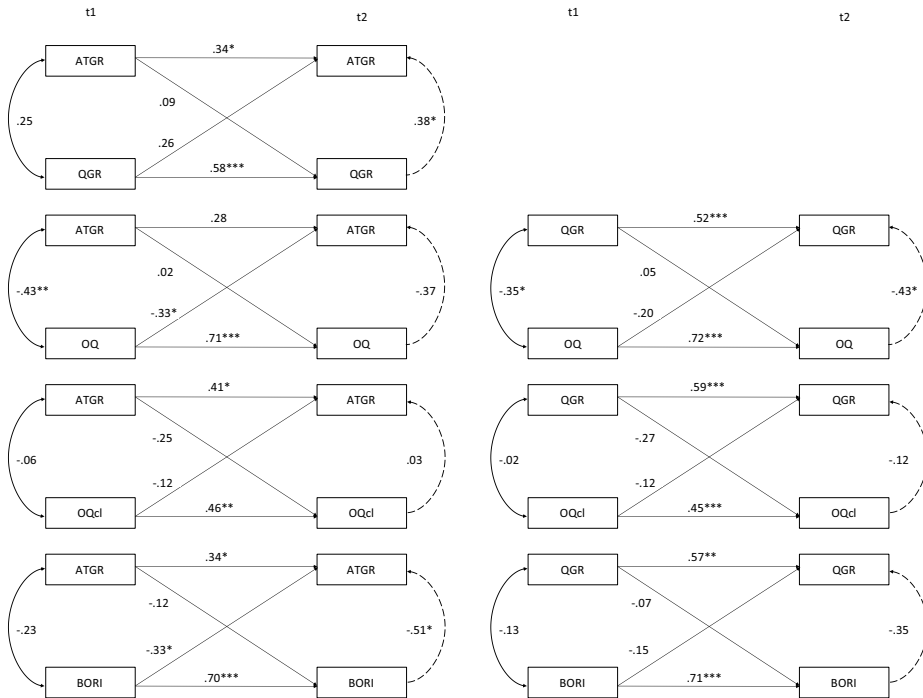 t1
t2
t1
t2
ATGR
.34*
ATGR
.09
.25
.38*
.26
QGR
.58***
QGR
ATGR
.28
ATGR
.02
-.43**
-.37
-.33*
OQ
.71***
OQ
QGR
.52***
QGR
.05
-.35*
-.43*
-.20
OQ
.72***
OQ
ATGR
.41*
ATGR
-.25
-.06
.03
-.12
OQcl
.46**
OQcl
QGR
.59***
QGR
-.27
-.02
-.12
-.12
OQcl
.45***
OQcl
ATGR
.34*
ATGR
-.12
-.23
-.51*
-.33*
BORI
.70***
BORI
QGR
.57**
QGR
-.07
-.13
-.35
-.15
BORI
.71***
BORI